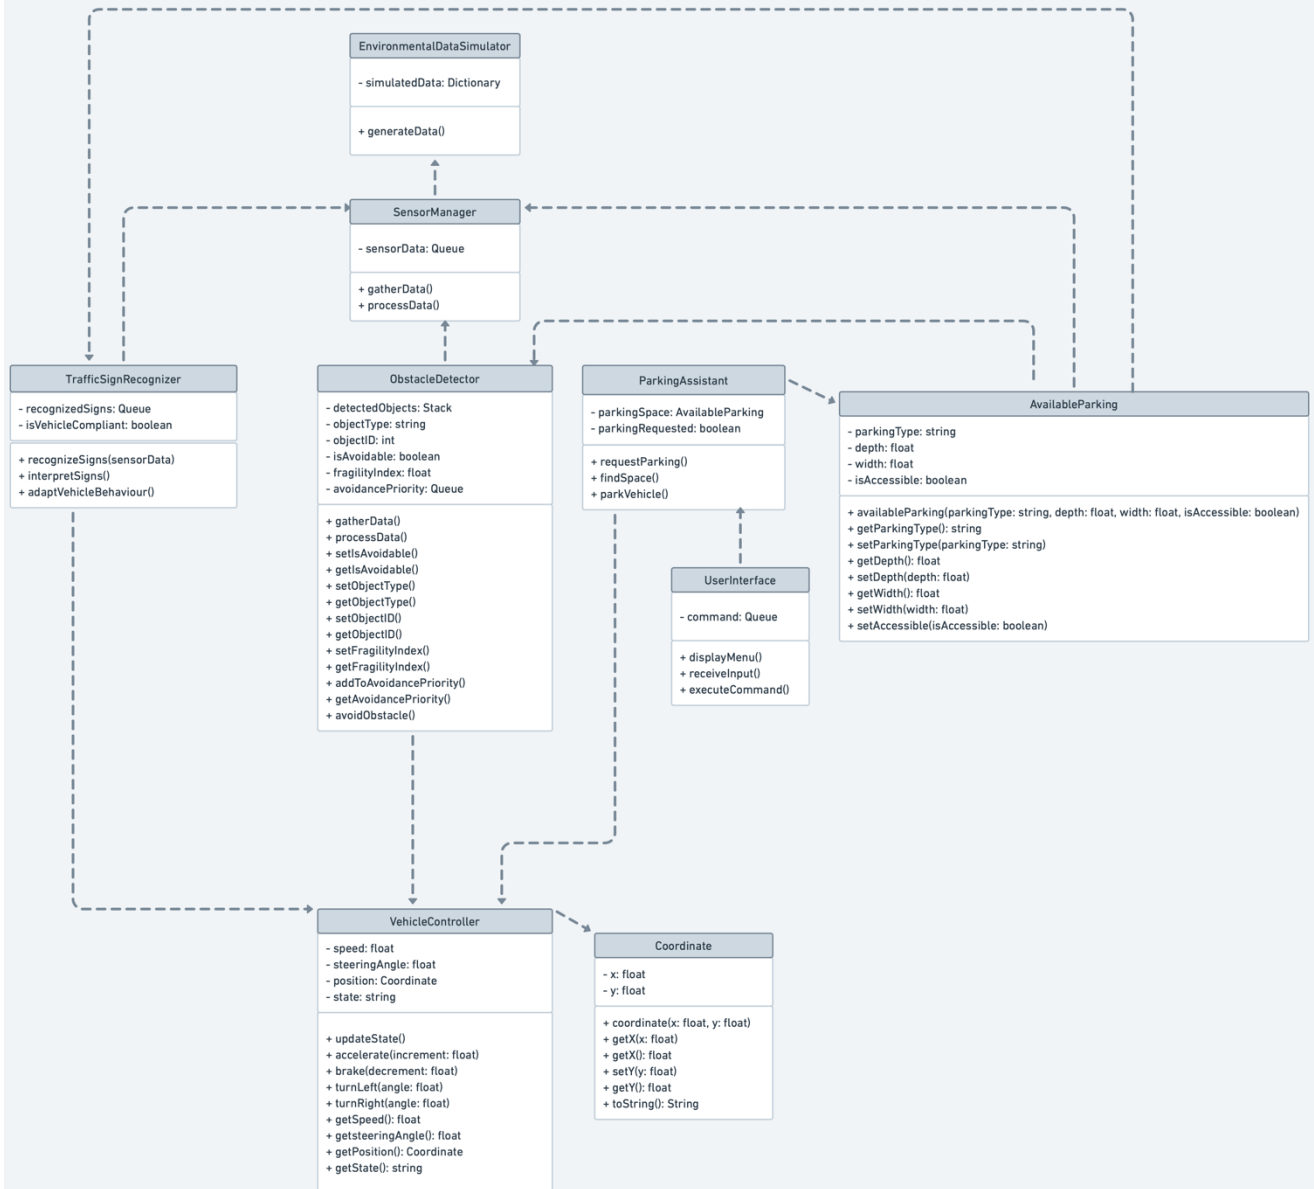 EnvironmentalDataSimulator
- simulatedData: Dictionary
+ generateData()
SensorManager
- sensorData: Queue
+ gatherData()
+ processData()
TrafficSignRecognizer
- recognizedSigns: Queue
- isVehicleCompliant: boolean
+ recognizeSigns(sensorData)
+ interpretSigns()
+ adaptVehicleBehaviour()
ObstacleDetector
- detectedObjects: Stack
- objectType: string
- objectID: int
- isAvoidable: boolean
- fragilityIndex: float
- avoidancePriority: Queue
+ gatherData()
+ processData()
+ setIsAvoidable()
+ getIsAvoidable()
+ setObjectType()
+ getObjectType()
+ setObjectID()
+ getObjectID()
+ setFragilityIndex()
+ getFragilityIndex()
+ addToAvoidancePriority()
+ getAvoidancePriority()
+ avoidObstacle()
ParkingAssistant
- parkingSpace: AvailableParking
- parkingRequested: boolean
+ requestParking()
+ findSpace()
+ parkVehicle()
AvailableParking
- parkingType: string
- depth: float
- width: float
- isAccessible: boolean
+ availableParking(parkingType: string, depth: float, width: float, isAccessible: boolean)
+ getParkingType(): string
+ setParkingType(parkingType: string)
+ getDepth(): float
+ setDepth(depth: float)
+ getWidth(): float
+ setWidth(width: float)
+ setAccessible(isAccessible: boolean)
UserInterface
- command: Queue
+ displayMenu()
+ receiveInput()
+ executeCommand()
VehicleController
- speed: float
- steeringAngle: float
- position: Coordinate
- state: string
+ updateState()
+ accelerate(increment: float)
+ brake(decrement: float)
+ turnLeft(angle: float)
+ turnRight(angle: float)
+ getSpeed(): float
+ getsteeringAngle(): float
+ getPosition(): Coordinate
+ getState(): string
Coordinate
- x: float
- y: float
+ coordinate(x: float, y: float)
+ getX(x: float)
+ getX(): float
+ setY(y: float)
+ getY(): float
+ toString(): String